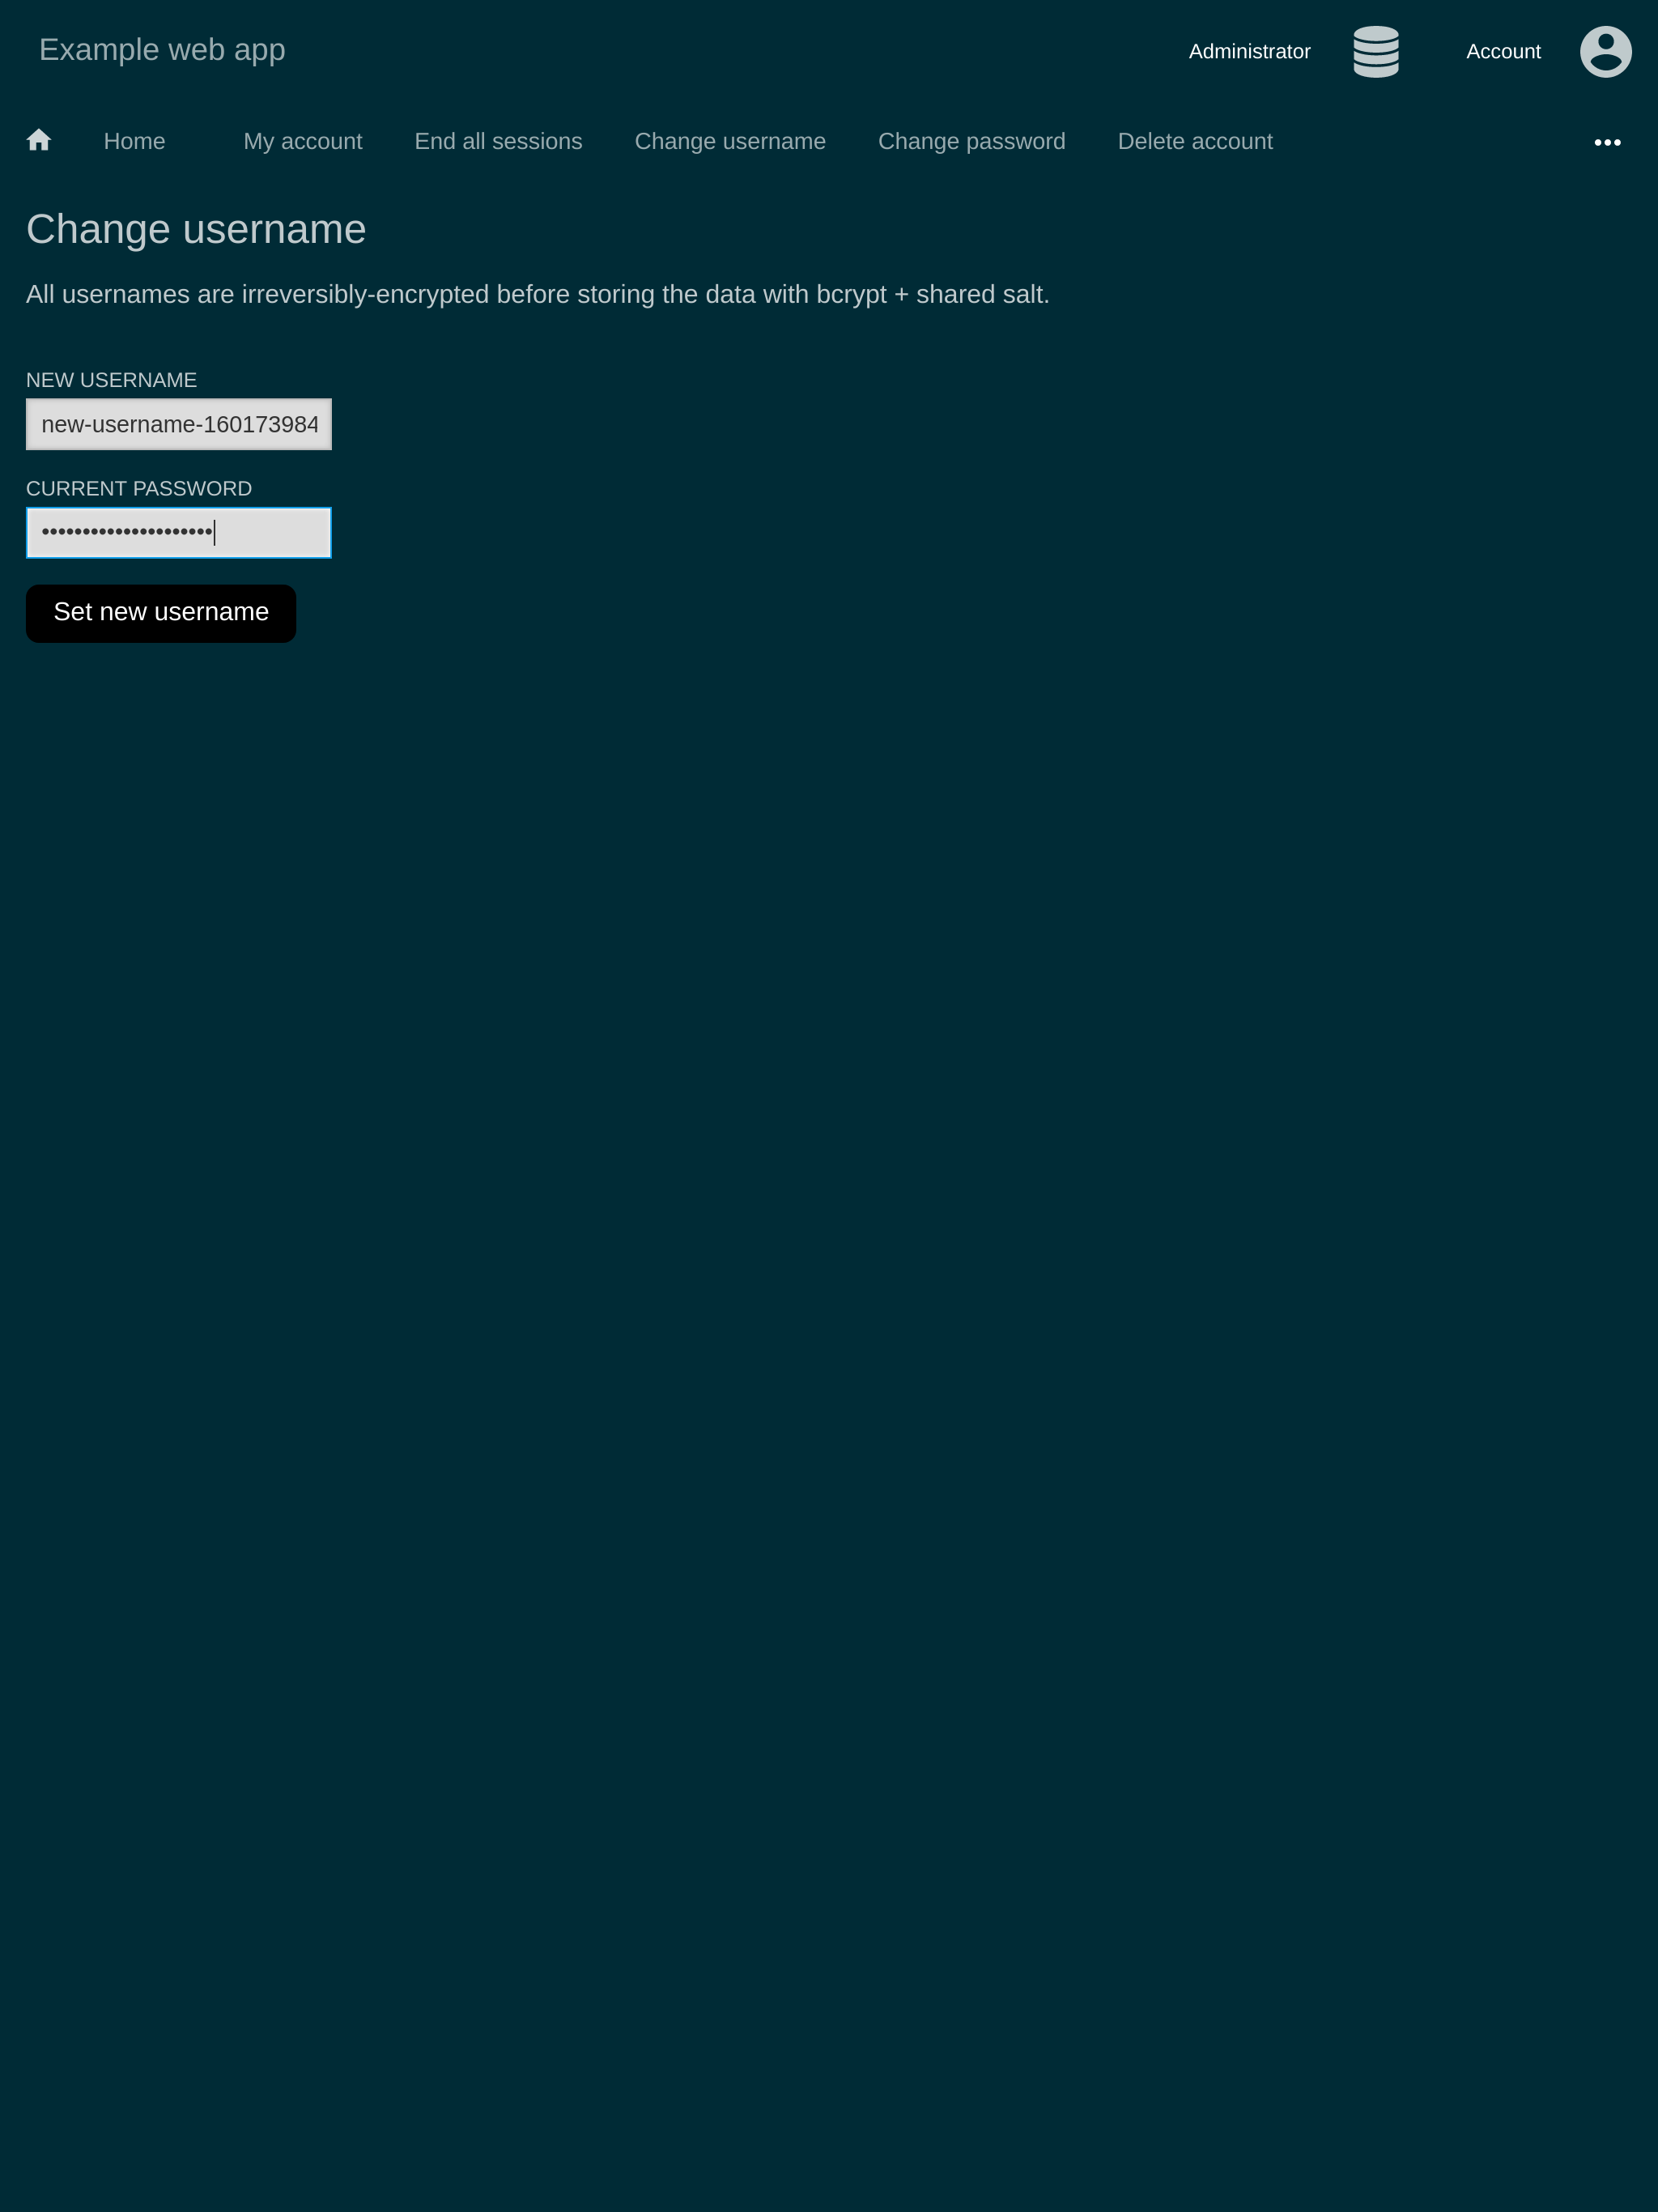 Example web app
Administrator
Account
Home
My account
End all sessions
Change username
Change password
Delete account
Change username
All usernames are irreversibly-encrypted before storing the data with bcrypt + shared salt.
NEW USERNAME
new-username-160173984
CURRENT PASSWORD
•••••••••••••••••••••
Set new username